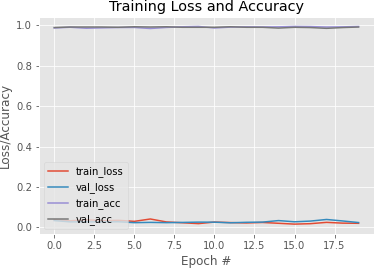 Training Loss and Accuracy
1.0
0.8
0.6
0.4
0.2
0.0
Loss/Accuracy
train_loss
val_loss
train_acc
val_acc
0.0 2.5 5.0 7.5 10.0 12.5 15.0 17.5
Epoch #